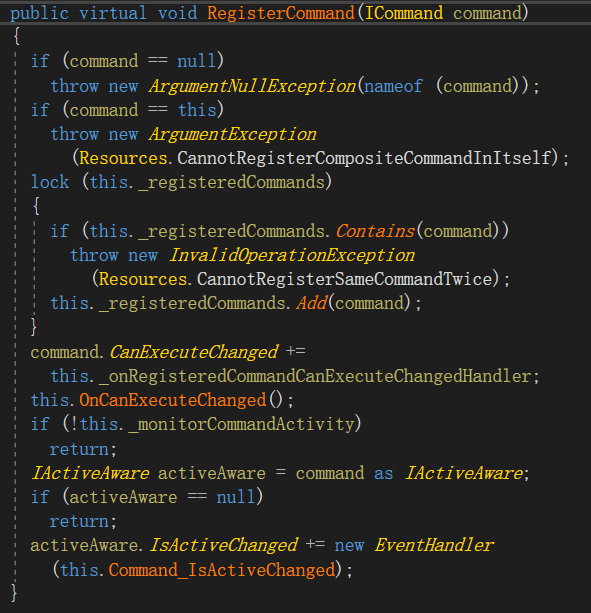 public virtual void RegisterCommand(ICommand command)
{
if (command == null)
throw new ArgumentNullException(nameof (command));
if (command == this)
throw new ArgumentException
(Resources.CannotRegisterCompositeCommandInItself);
lock (this._registeredCommands)
{
if (this._registeredCommands.Contains(command))
throw new InvalidOperationException
(Resources.CannotRegisterSameCommandTwice);
this._registeredCommands.Add(command);
}
command.CanExecuteChanged +=
this._onRegisteredCommandCanExecuteChangedHandler;
this.OnCanExecuteChanged();
if (!this._monitorCommandActivity)
return;
IActiveAware activeAware = command as IActiveAware;
if (activeAware == null)
return;
activeAware.IsActiveChanged += new EventHandler
(this.Command_IsActiveChanged);
}